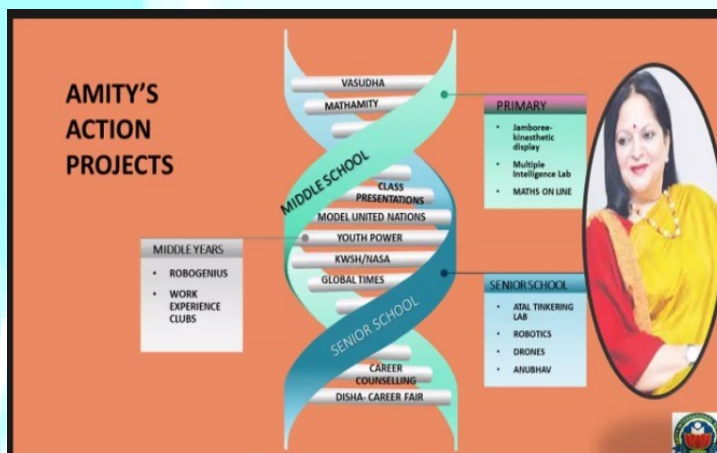 AMITY'S
ACTION
PROJECTS
VASUDHA
MATHAMITY
MIDDLE SCHOOL
CLASS
PRESENTATIONS
MODEL UNITED NATIONS
YOUTH POWER
KWSH/NASA
GLOBAL TIMES
SENIOR SCHOOL
CAREER
COUNSELLING
DISHA- CAREER FAIR
MIDDLE YEARS
• ROBOGENIUS
• WORK
EXPERIENCE
CLUBS
PRIMARY
• Jamboree-
kinesthetic
display
• Multiple
Intelligence Lab
• MATHS ON LINE
SENIOR SCHOOL
• ATAL TINKERING
LAB
• ROBOTICS
• DRONES
• ANUBHAV